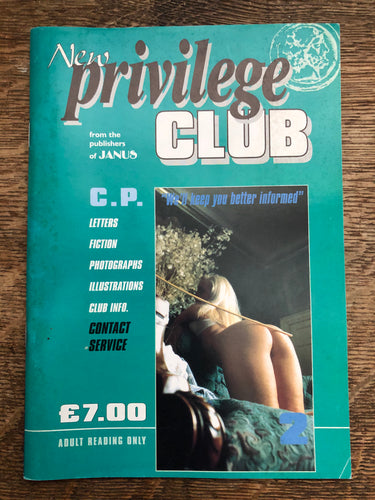 New
privilege
CLUB
from the
publishers
of JANUS
C.P.
"We'll keep you better informed"
LETTERS
FICTION
PHOTOGRAPHS
ILLUSTRATIONS
CLUB INFO.
CONTACT
SERVICE
£7.00
2
ADULT READING ONLY